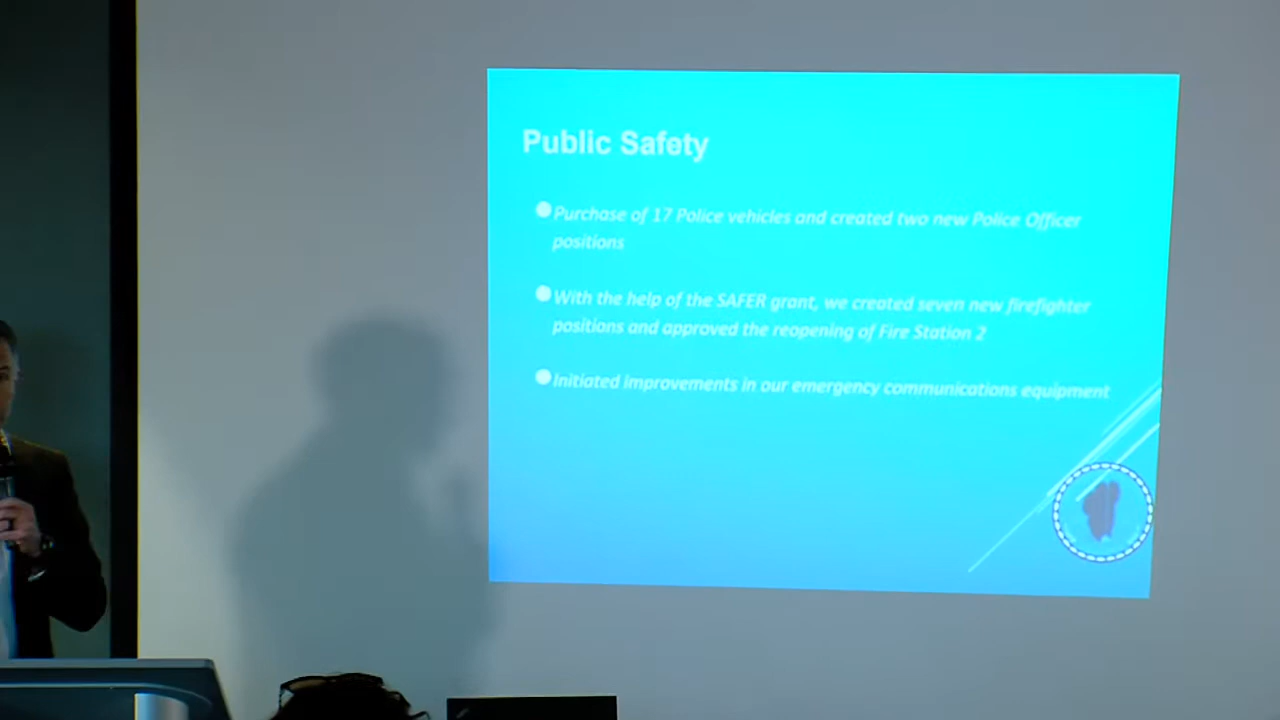 Public Safety
Purchase of 17 Police vehicles and created two new Police Officer
positions
With the help of the SAFER grant, we created seven new firefighter
positions and approved the reopening of Fire Station 2
Initiated improvements in our emergency communications equipment